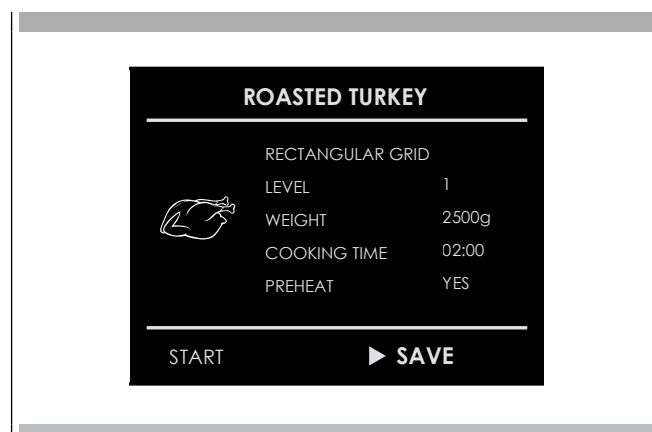 ROASTED TURKEY
RECTANGULAR GRID
LEVEL 1
WEIGHT 2500g
COOKING TIME 02:00
PREHEAT YES
START ▶ SAVE